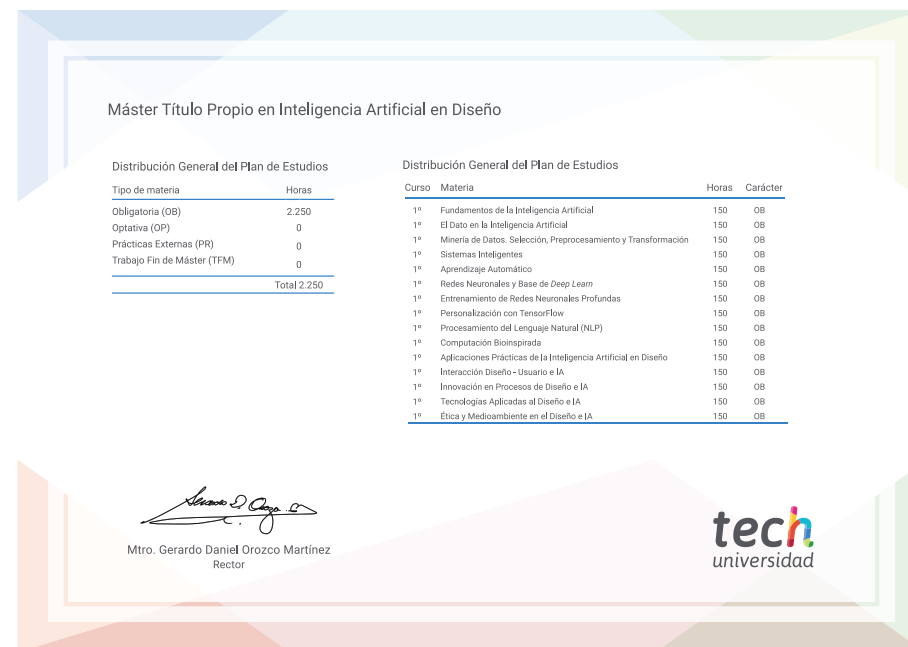 Máster Título Propio en Inteligencia Artificial en Diseño
Distribución General del Plan de Estudios
Tipo de materia Horas
Obligatoria (OB) 2.250
Optativa (OP) 0
Prácticas Externas (PR) 0
Trabajo Fin de Máster (TFM) 0
Total 2.250
Distribución General del Plan de Estudios
Curso Materia Horas Carácter
1º Fundamentos de la Inteligencia Artificial 150 OB
1º El Dato en la Inteligencia Artificial 150 OB
1º Minería de Datos. Selección, Preprocesamiento y Transformación 150 OB
1º Sistemas Inteligentes 150 OB
1º Aprendizaje Automático 150 OB
1º Redes Neuronales y Base de Deep Learn 150 OB
1º Entrenamiento de Redes Neuronales Profundas 150 OB
1º Personalización con TensorFlow 150 OB
1º Procesamiento del Lenguaje Natural (NLP) 150 OB
1º Computación Bioinspirada 150 OB
1º Aplicaciones Prácticas de la Inteligencia Artificial en Diseño 150 OB
1º Interacción Diseño - Usuario e IA 150 OB
1º Innovación en Procesos de Diseño e IA 150 OB
1º Tecnologías Aplicadas al Diseño e IA 150 OB
1º Ética y Medioambiente en el Diseño e IA 150 OB
Mtro. Gerardo Daniel Orozco Martínez
Rector
tech
universidad